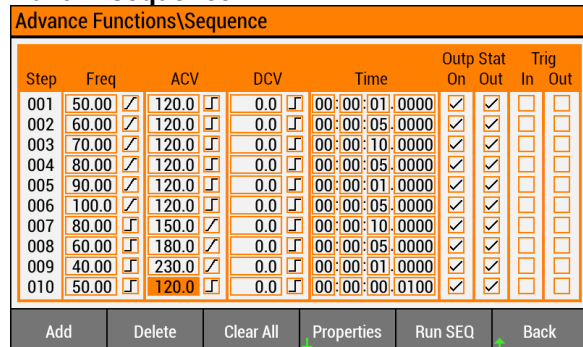 Advance Functions\Sequence
Outp Stat Trig
Step Freq ACV DCV Time On Out In Out
001 50.00 120.0 0.0 00:00:01.0000
002 60.00 120.0 0.0 00:00:05.0000
003 70.00 120.0 0.0 00:00:10.0000
004 80.00 120.0 0.0 00:00:05.0000
005 90.00 120.0 0.0 00:00:01.0000
006 100.0 120.0 0.0 00:00:05.0000
007 80.00 150.0 0.0 00:00:10.0000
008 60.00 180.0 0.0 00:00:05.0000
009 40.00 230.0 0.0 00:00:01.0000
010 50.00 120.0 0.0 00:00:00.0100
Add Delete Clear All Properties Run SEQ Back